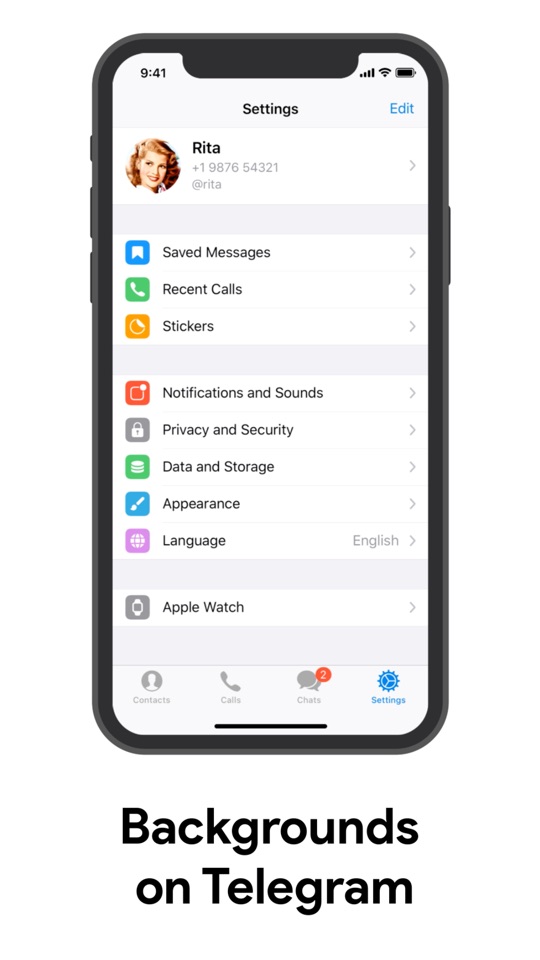 9:41
Settings
Edit
Rita
+1 9876 54321
@rita
Saved Messages
Recent Calls
Stickers
Notifications and Sounds
Privacy and Security
Data and Storage
Appearance
Language
English
Apple Watch
2
Contacts
Calls
Chats
Settings
Backgrounds
on Telegram